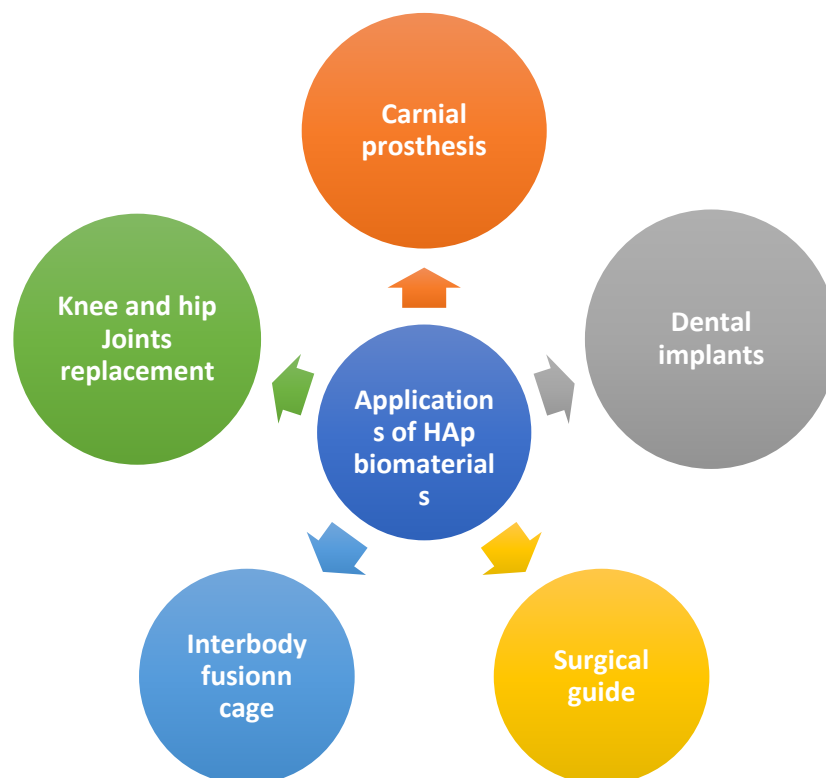 Carnial
prosthesis
Knee and hip
Joints
replacement
Dental
implants
Application
s of HAp
biomaterial
s
Interbody
fusionn
cage
Surgical
guide